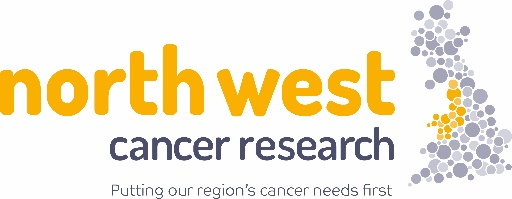 north west
cancer research
Putting our region's cancer needs first